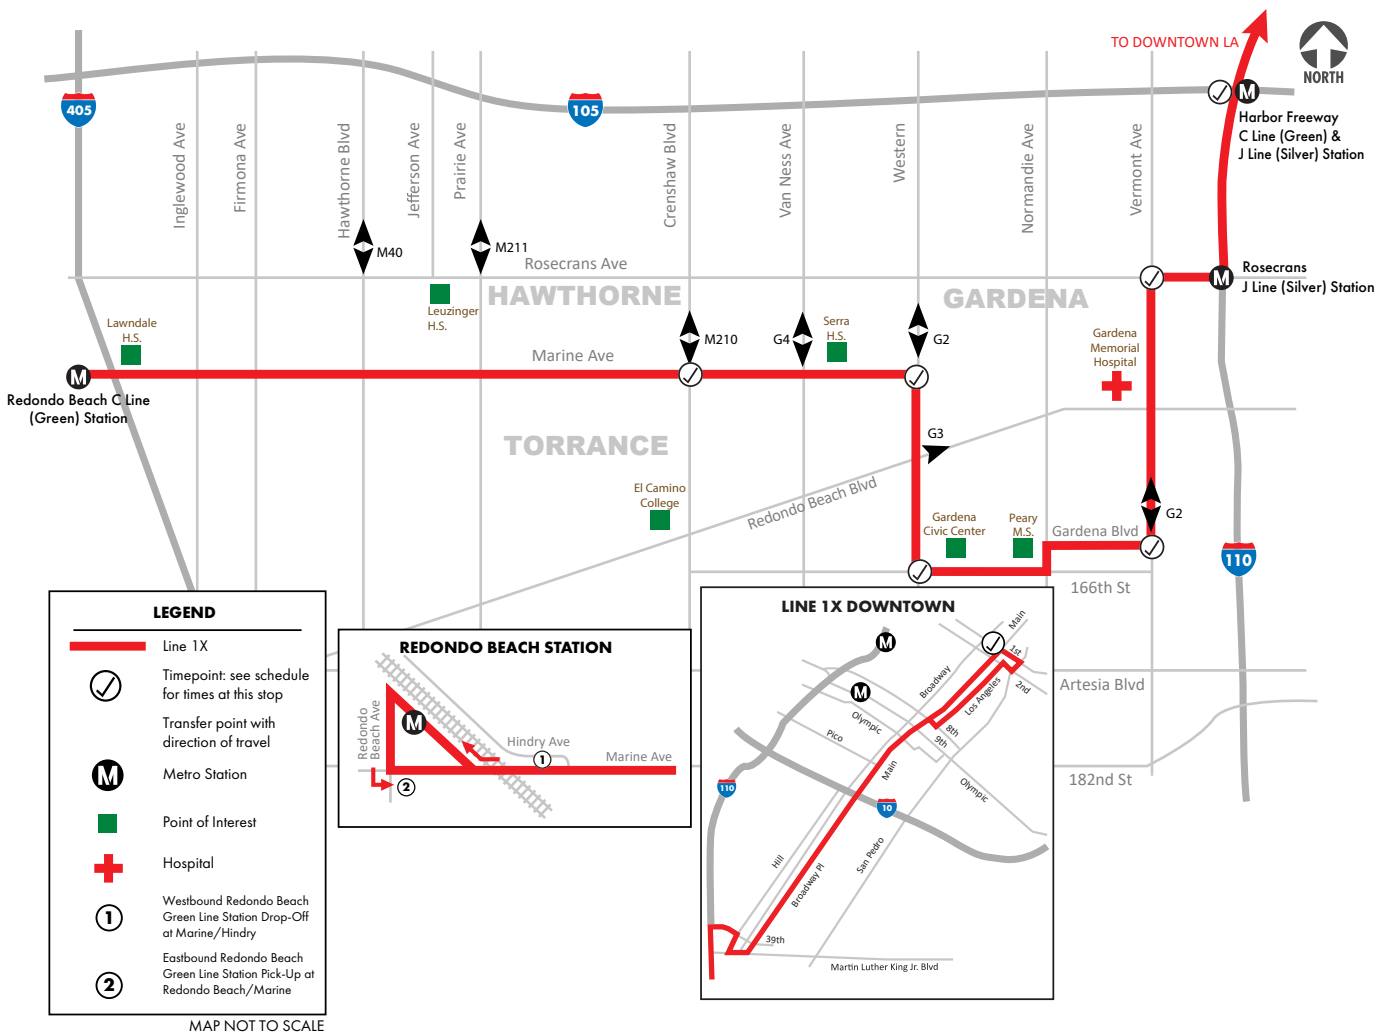 TO DOWNTOWN LA
NORTH
405
105
Harbor Freeway
C Line (Green) &
J Line (Silver) Station
Inglewood Ave
Firmona Ave
Hawthorne Blvd
Jefferson Ave
Prairie Ave
Crenshaw Blvd
Van Ness Ave
Western
Normandie Ave
Vermont Ave
M40
M211
Rosecrans Ave
Rosecrans
J Line (Silver) Station
HAWTHORNE
GARDENA
Leuzinger
H.S.
Lawndale
H.S.
Serra
H.S.
M210
G4
G2
Gardena
Memorial
Hospital
Marine Ave
Redondo Beach C Line
(Green) Station
TORRANCE
G3
El Camino
College
Redondo Beach Blvd
Gardena
Civic Center
Peary
M.S.
Gardena Blvd
G2
110
166th St
Artesia Blvd
182nd St
LEGEND
Line 1X
Timepoint: see schedule
for times at this stop
Transfer point with
direction of travel
M
Metro Station
Point of Interest
Hospital
1
Westbound Redondo Beach
Green Line Station Drop-Off
at Marine/Hindry
2
Eastbound Redondo Beach
Green Line Station Pick-Up at
Redondo Beach/Marine
MAP NOT TO SCALE
REDONDO BEACH STATION
Redondo
Beach Ave
M
Hindry Ave
1
Marine Ave
2
LINE 1X DOWNTOWN
M
Main
1st
Broadway
M
Los Angeles
2nd
Olympic
8th
9th
Pico
Main
Olympic
110
10
Hill
San Pedro
Broadway Pl
39th
Martin Luther King Jr. Blvd
M
M
M